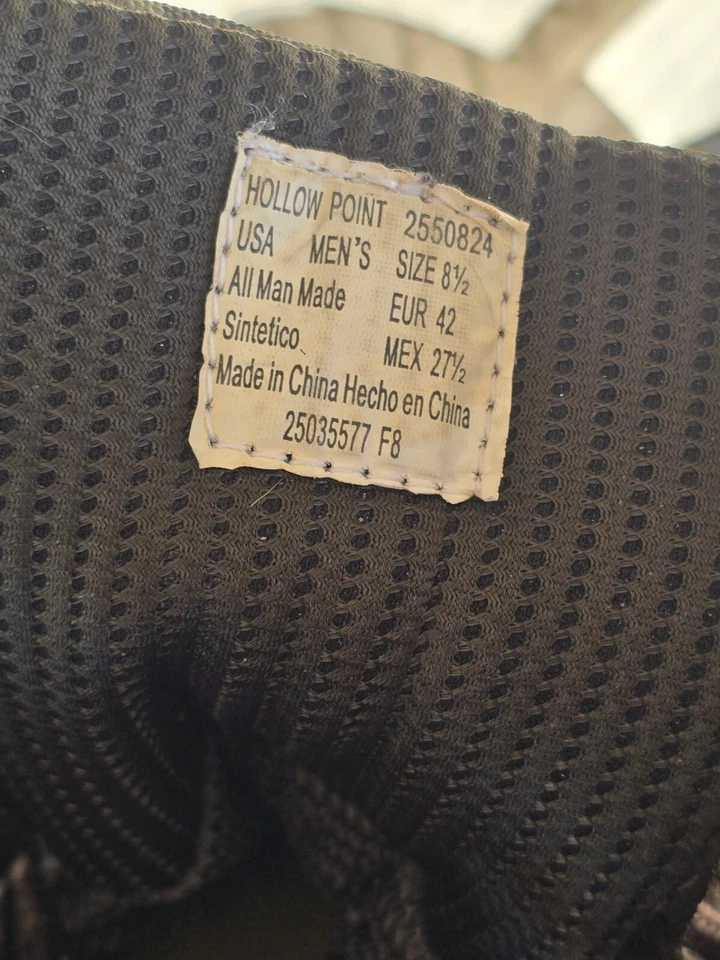 HOLLOW POINT 2550824
USA MEN'S SIZE 8½
All Man Made EUR 42
Sintetico MEX 27½
Made in China Hecho en China
25035577 F8